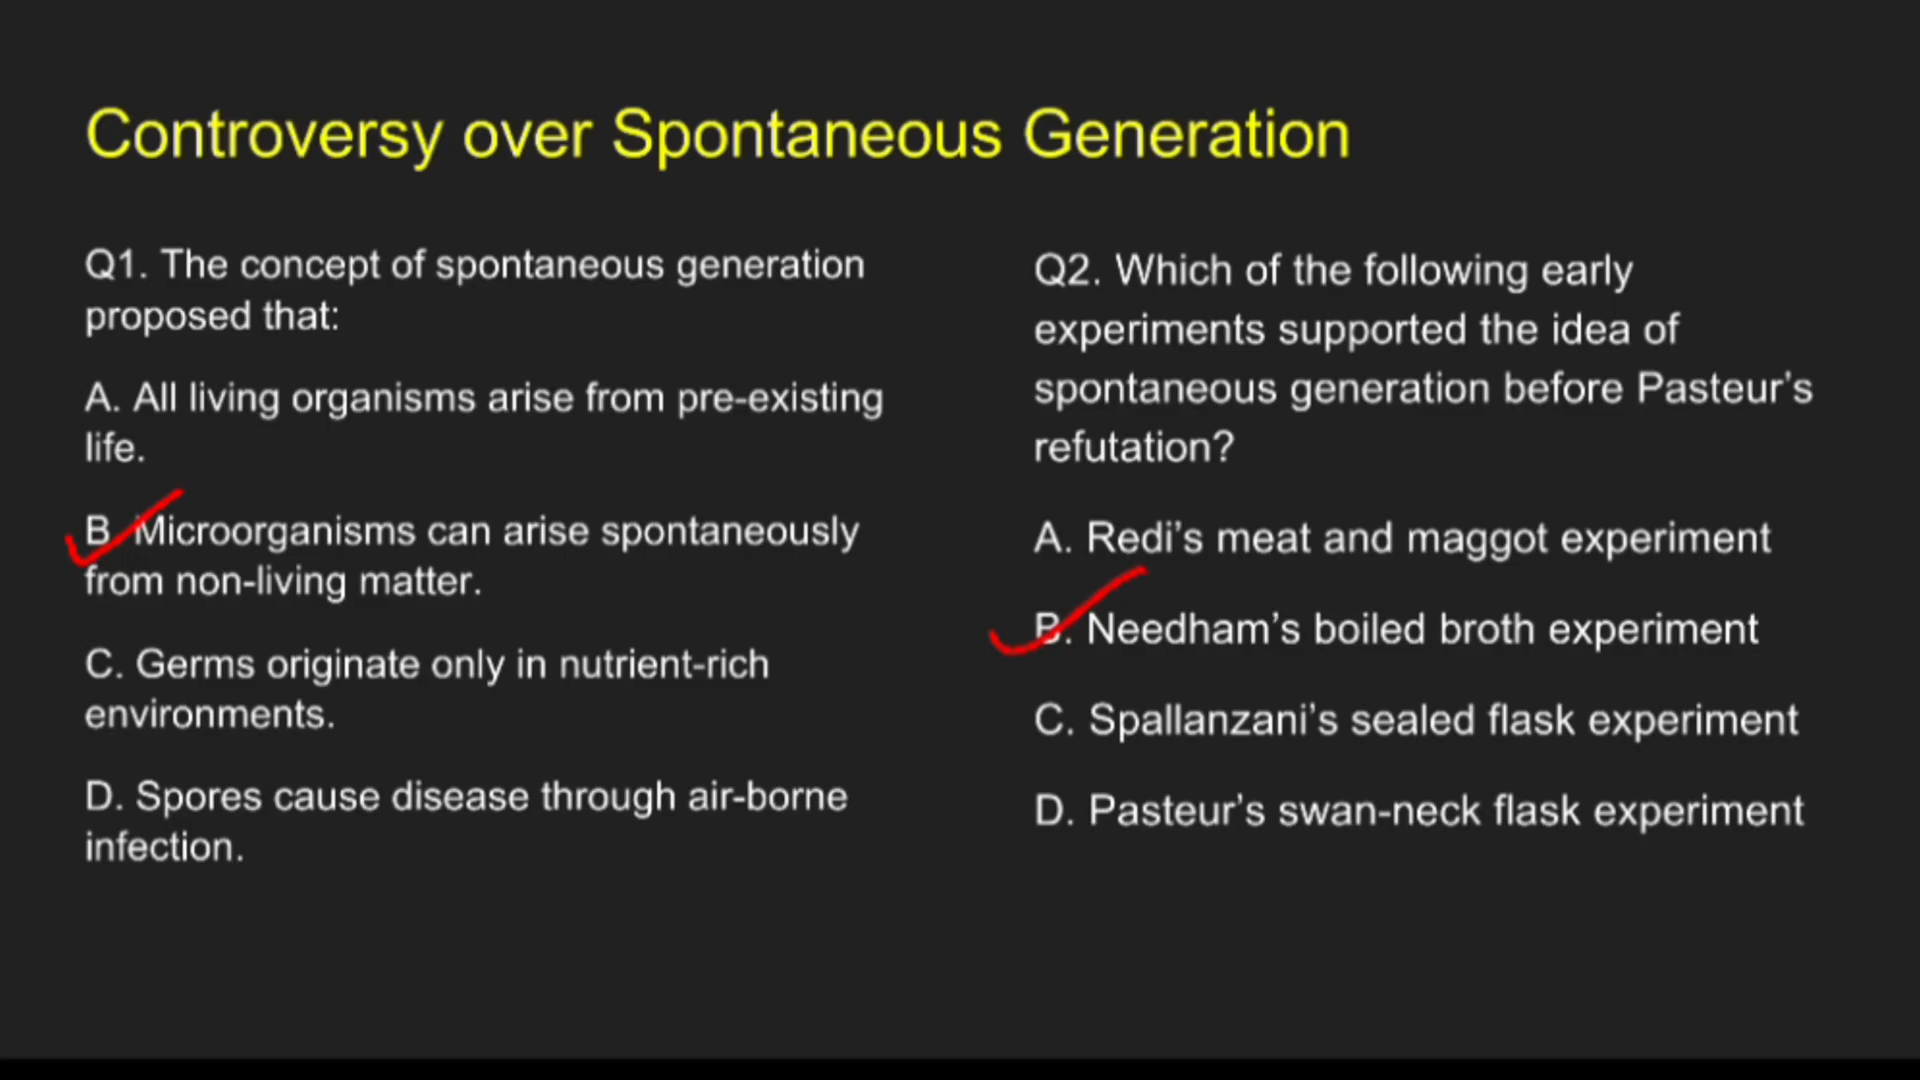 Controversy over Spontaneous Generation
Q1. The concept of spontaneous generation
proposed that:
A. All living organisms arise from pre-existing
life.
B. Microorganisms can arise spontaneously
from non-living matter.
C. Germs originate only in nutrient-rich
environments.
D. Spores cause disease through air-borne
infection.
Q2. Which of the following early
experiments supported the idea of
spontaneous generation before Pasteur’s
refutation?
A. Redi’s meat and maggot experiment
B. Needham’s boiled broth experiment
C. Spallanzani’s sealed flask experiment
D. Pasteur’s swan-neck flask experiment